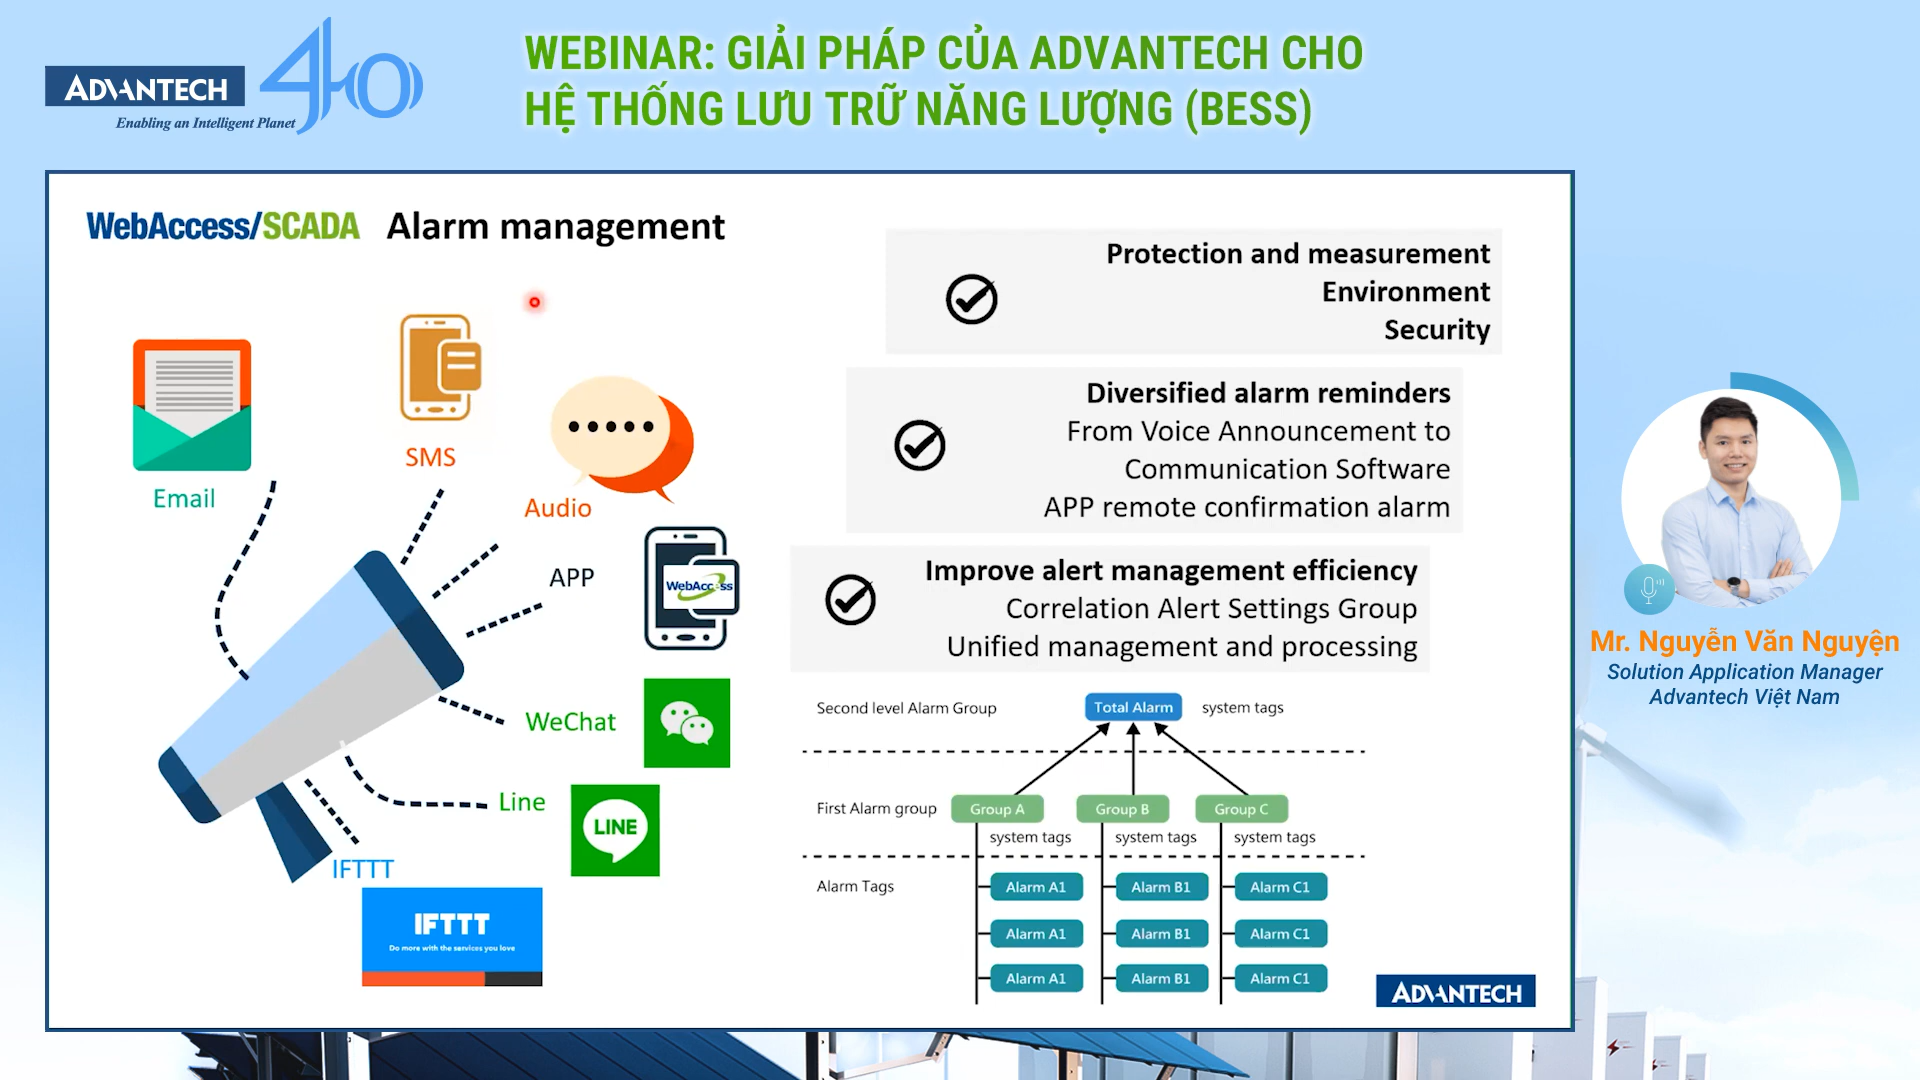 ADVANTECH
Enabling an Intelligent Planet
40
WEBINAR: GIẢI PHÁP CỦA ADVANTECH CHO
HỆ THỐNG LƯU TRỮ NĂNG LƯỢNG (BESS)
WebAccess/SCADA Alarm management
Email
SMS
Audio
APP
WebAccess
WeChat
Line
LINE
IFTTT
IFTTT
Do more with the services you love
Protection and measurement
Environment
Security
Diversified alarm reminders
From Voice Announcement to
Communication Software
APP remote confirmation alarm
Improve alert management efficiency
Correlation Alert Settings Group
Unified management and processing
Second level Alarm Group Total Alarm system tags
First Alarm group Group A Group B Group C
system tags system tags system tags
Alarm Tags Alarm A1 Alarm B1 Alarm C1
Alarm A1 Alarm B1 Alarm C1
Alarm A1 Alarm B1 Alarm C1
ADVANTECH
Mr. Nguyễn Văn Nguyện
Solution Application Manager
Advantech Việt Nam